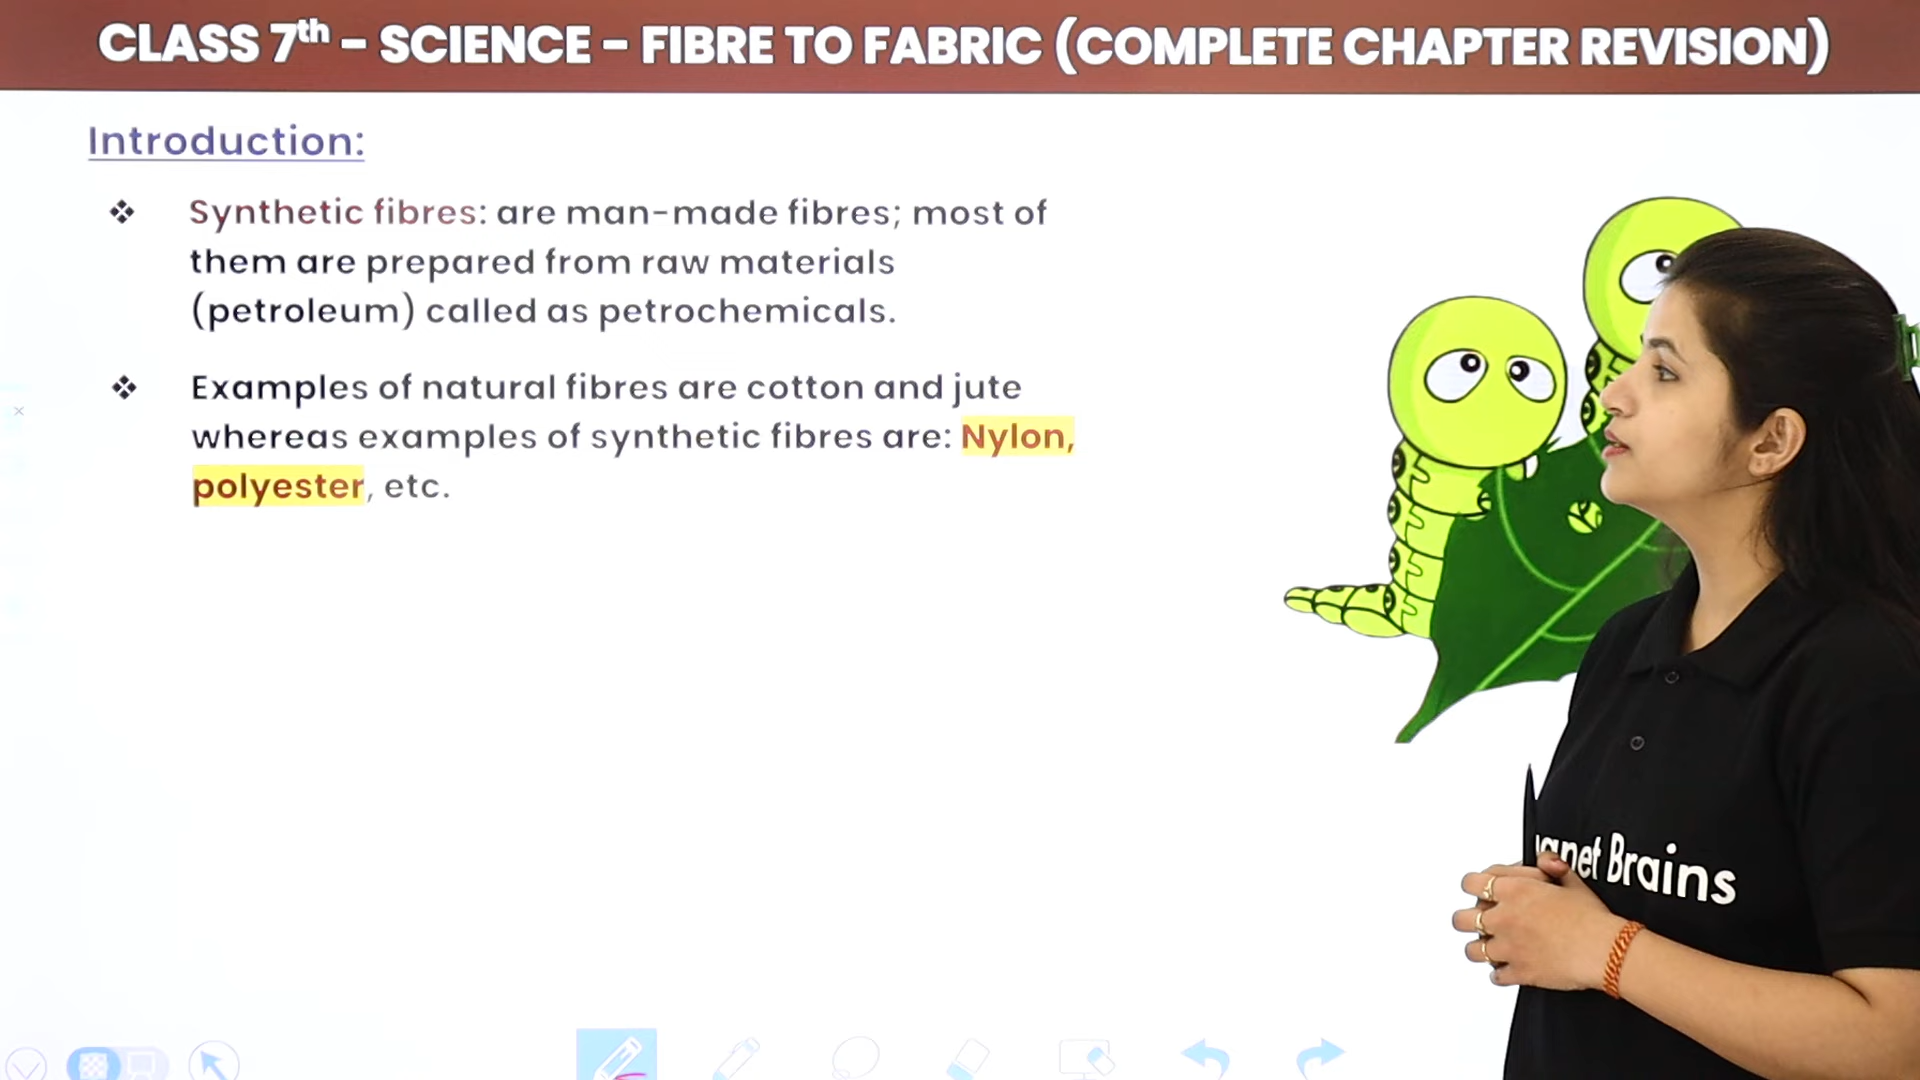 CLASS 7th - SCIENCE - FIBRE TO FABRIC (COMPLETE CHAPTER REVISION)
Introduction:
❖ Synthetic fibres: are man-made fibres; most of
them are prepared from raw materials
(petroleum) called as petrochemicals.
❖ Examples of natural fibres are cotton and jute
whereas examples of synthetic fibres are: Nylon,
polyester, etc.
Brains